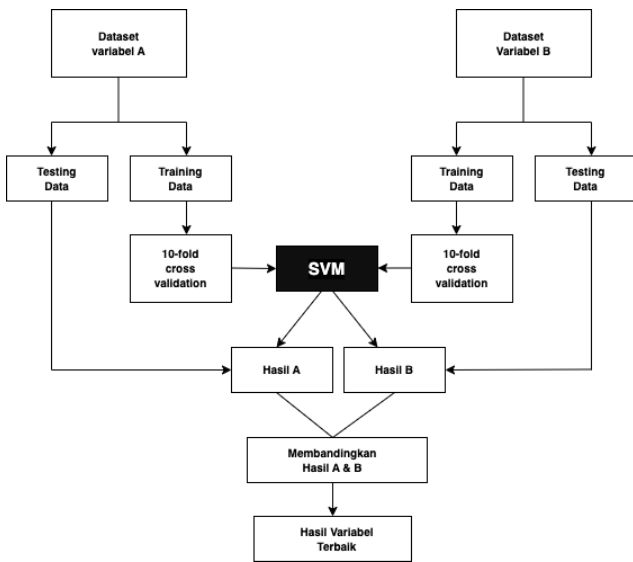 Dataset
variabel A
Dataset
Variabel B
Testing
Data
Training
Data
Training
Data
Testing
Data
10-fold
cross
validation
SVM
10-fold
cross
validation
Hasil A
Hasil B
Membandingkan
Hasil A & B
Hasil Variabel
Terbaik